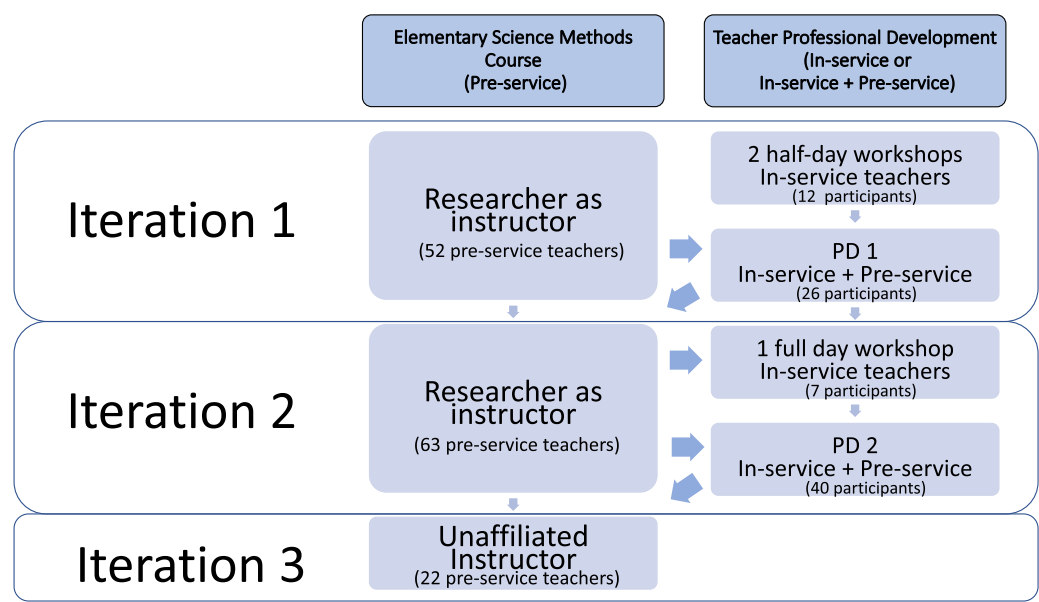 Elementary Science Methods
Course
(Pre-service)
Teacher Professional Development
(In-service or
In-service + Pre-service)
Iteration 1
Researcher as
instructor
(52 pre-service teachers)
2 half-day workshops
In-service teachers
(12 participants)
PD 1
In-service + Pre-service
(26 participants)
Iteration 2
Researcher as
instructor
(63 pre-service teachers)
1 full day workshop
In-service teachers
(7 participants)
PD 2
In-service + Pre-service
(40 participants)
Iteration 3
Unaffiliated
Instructor
(22 pre-service teachers)